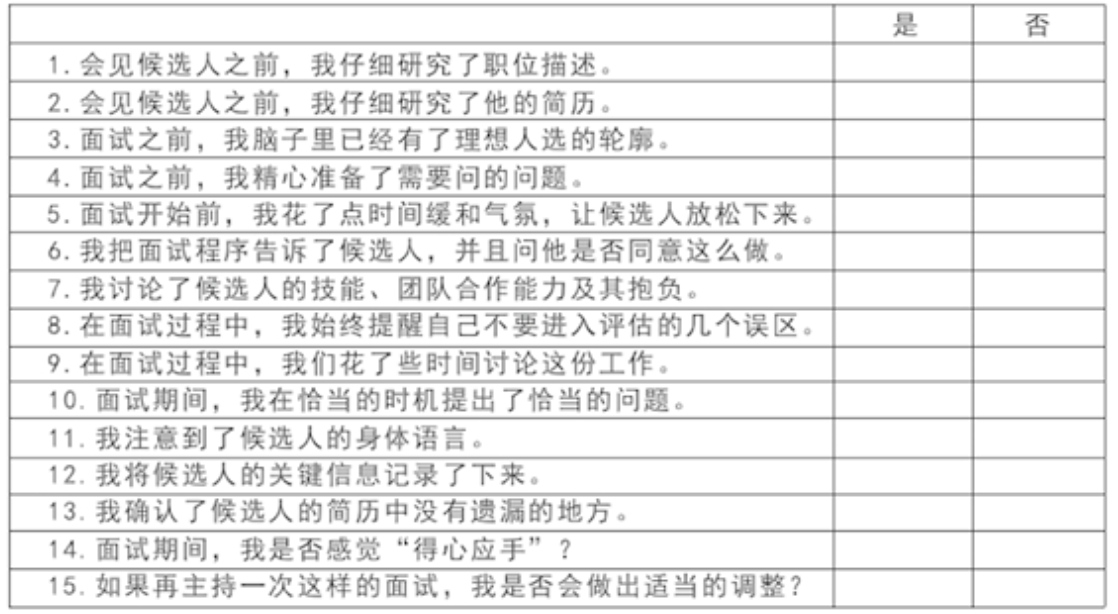 是 否
1.会见候选人之前，我仔细研究了职位描述。
2.会见候选人之前，我仔细研究了他的简历。
3.面试之前，我脑子里已经有了理想人选的轮廓。
4.面试之前，我精心准备了需要问的问题。
5.面试开始前，我花了点时间缓和气氛，让候选人放松下来。
6.我把面试程序告诉了候选人，并且问他是否同意这么做。
7.我讨论了候选人的技能、团队合作能力及其抱负。
8.在面试过程中，我始终提醒自己不要进入评估的几个误区。
9.在面试过程中，我们花了些时间讨论这份工作。
10.面试期间，我在恰当的时机提出了恰当的问题。
11.我注意到了候选人的身体语言。
12.我将候选人的关键信息记录了下来。
13.我确认了候选人的简历中没有遗漏的地方。
14.面试期间，我是否感觉“得心应手”？
15.如果再主持一次这样的面试，我是否会做出适当的调整？